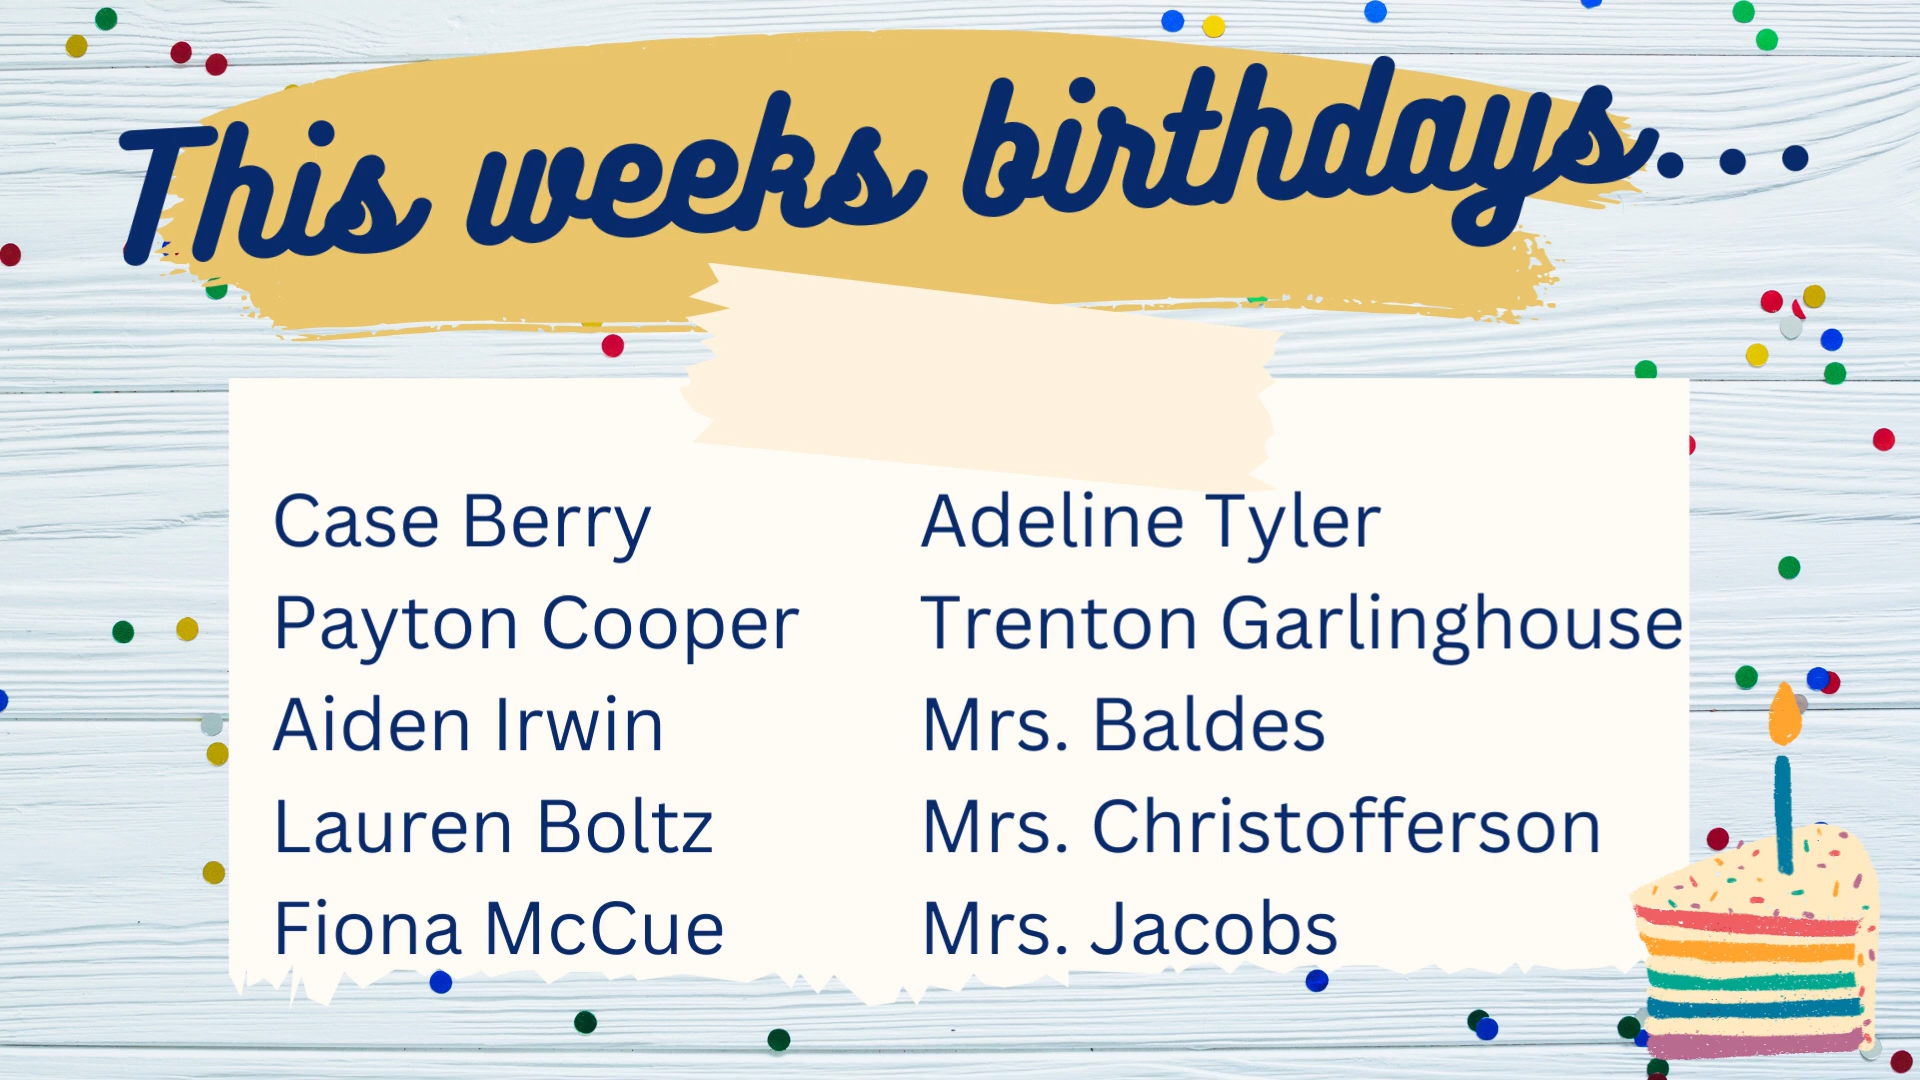 This weeks birthdays...
Case Berry
Payton Cooper
Aiden Irwin
Lauren Boltz
Fiona McCue
Adeline Tyler
Trenton Garlinghouse
Mrs. Baldes
Mrs. Christofferson
Mrs. Jacobs